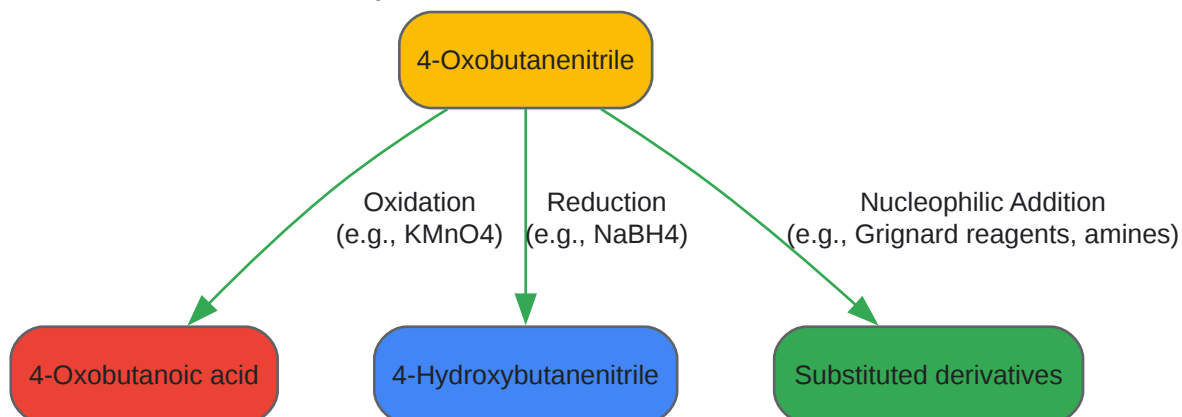 4-Oxobutanenitrile
Oxidation
(e.g., KMnO4)
Reduction
(e.g., NaBH4)
Nucleophilic Addition
(e.g., Grignard reagents, amines)
4-Oxobutanoic acid
4-Hydroxybutanenitrile
Substituted derivatives